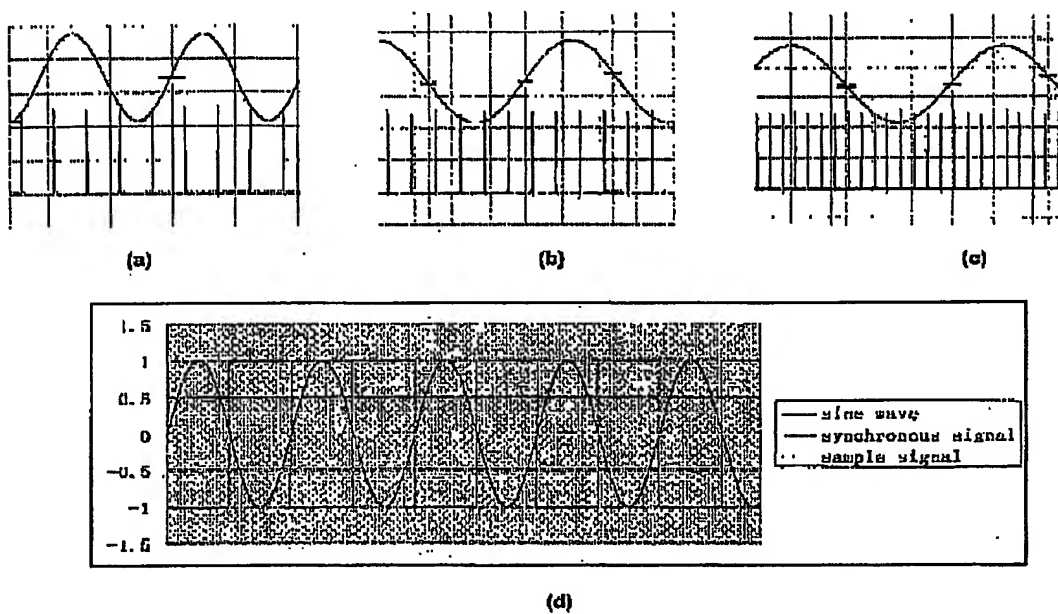 (a)
(b)
(c)
1.5
1
0.5
0
-0.5
-1
-1.5
sine wave
synchronous signal
sample signal
(d)